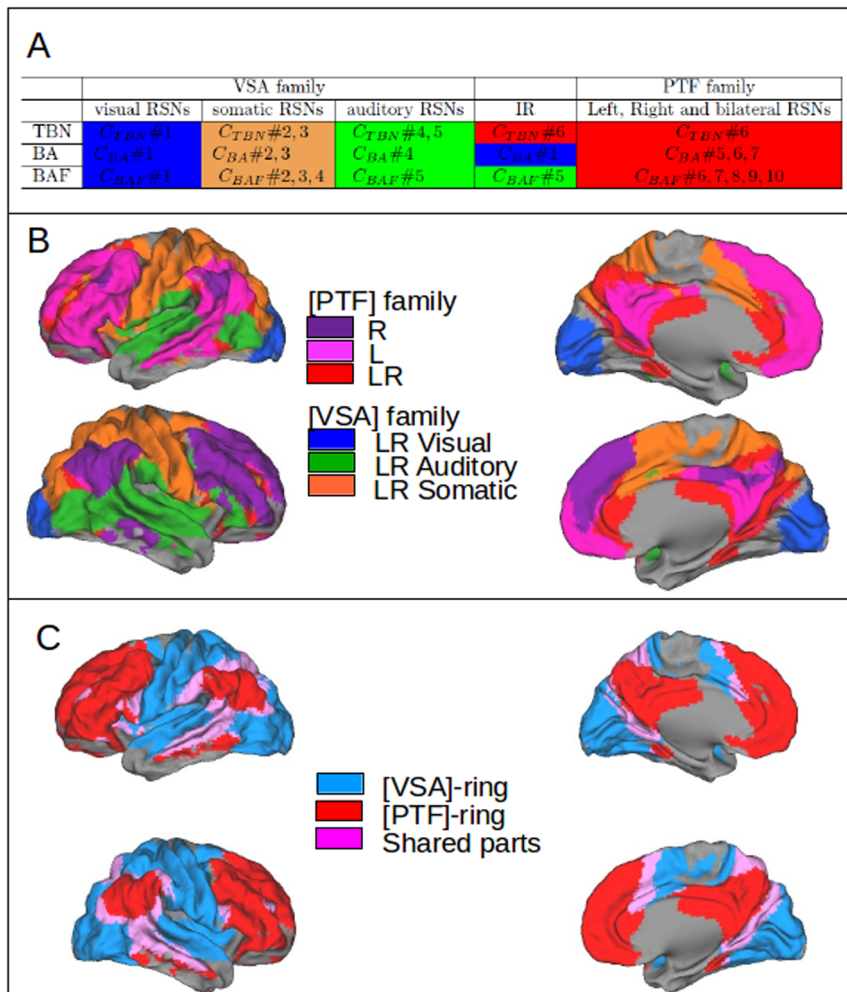 A
VSA family PTF family
visual RSNs somatic RSNs auditory RSNs IR Left, Right and bilateral RSNs
TBN C_TBN#1 C_TBN#2, 3 C_TBN#4, 5 C_TBN#6 C_TBN#6
BA C_BA#1 C_BA#2, 3 C_BA#4 C_BA#1 C_BA#5, 6, 7
BAF C_BAF#1 C_BAF#2, 3, 4 C_BAF#5 C_BAF#5 C_BAF#6, 7, 8, 9, 10
B
[PTF] family
R
L
LR
[VSA] family
LR Visual
LR Auditory
LR Somatic
C
[VSA]-ring
[PTF]-ring
Shared parts